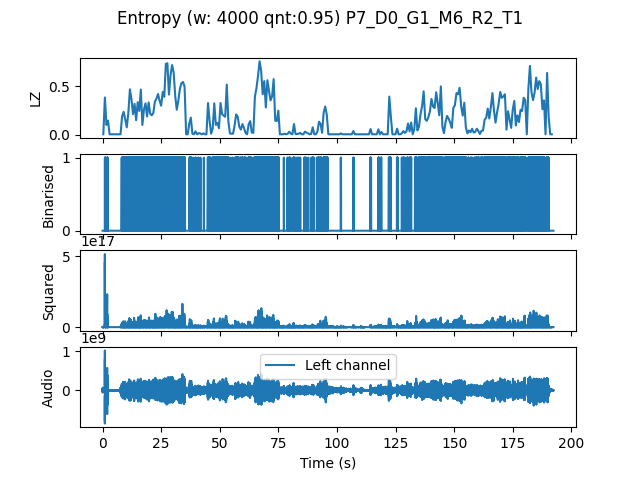 Entropy (w: 4000 qnt:0.95) P7_D0_G1_M6_R2_T1
LZ
0.5
0.0
Binarised
1
0
1e17
Squared
5
0
1e9
Audio
1
0
Left channel
0 25 50 75 100 125 150 175 200
Time (s)